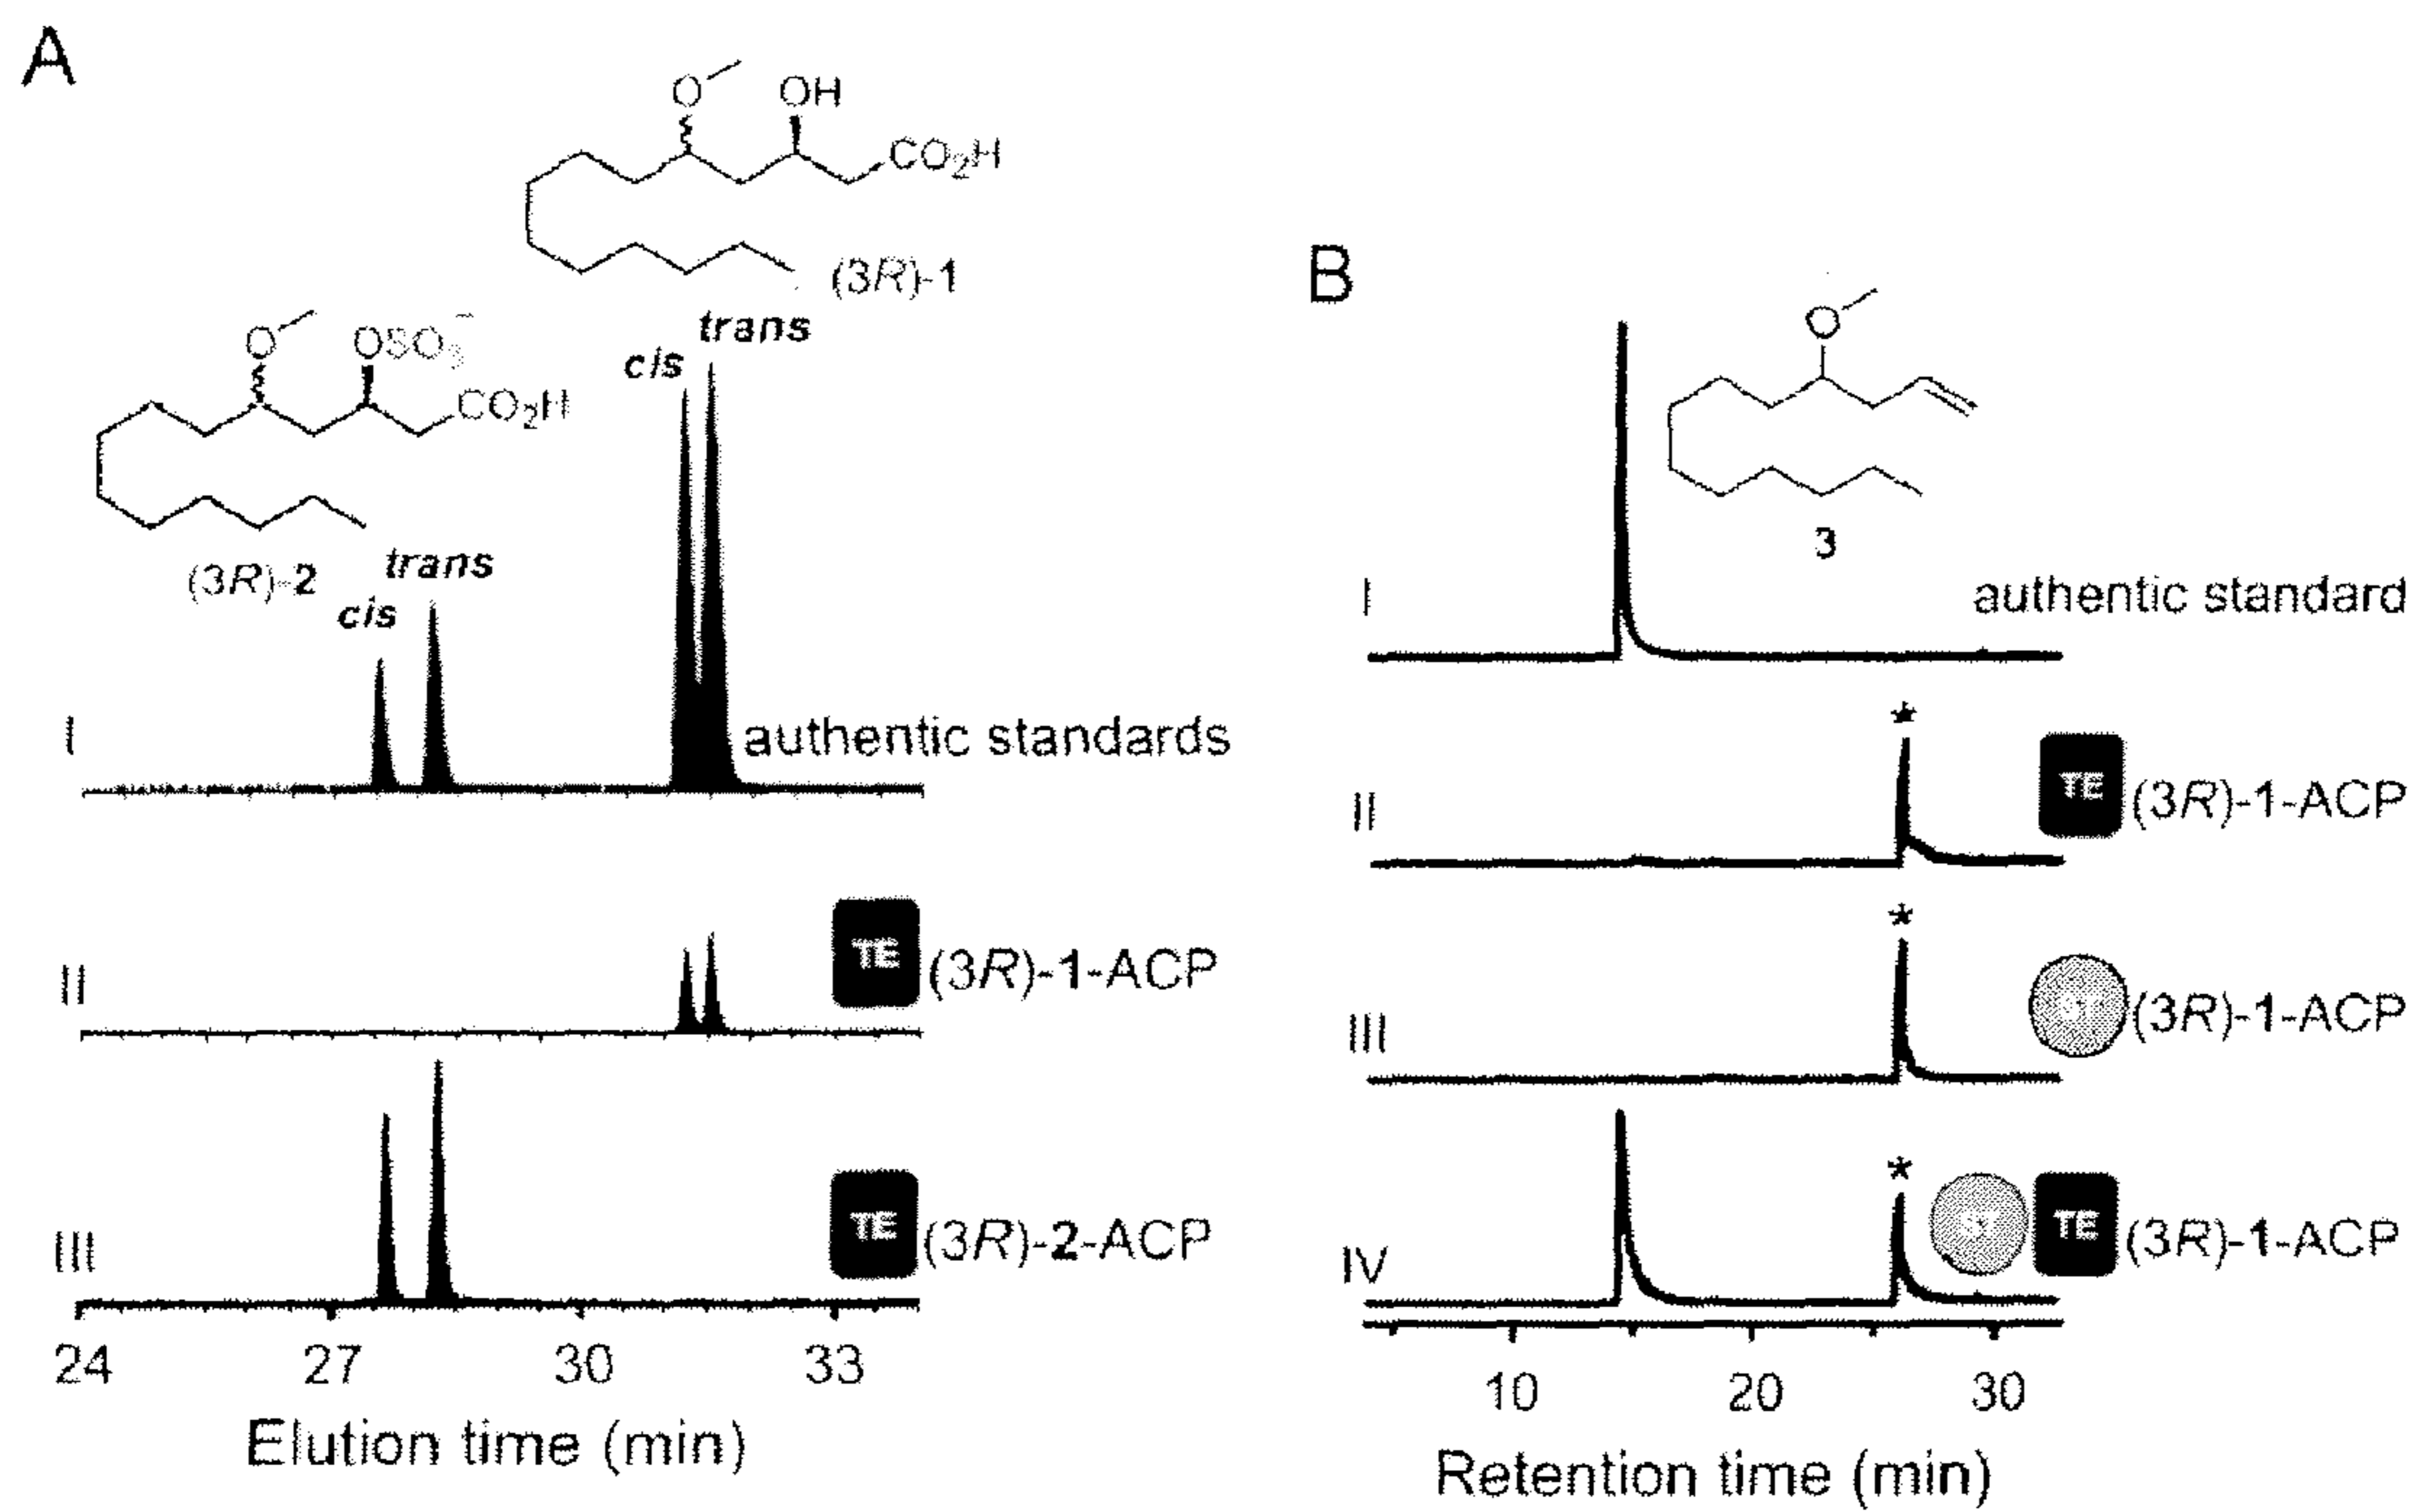 A
O
OH
CO2H
(3R)-1
O
OSO3−
CO2H
(3R)-2
cis
trans
cis
trans
I
authentic standards
II
TE
(3R)-1-ACP
III
TE
(3R)-2-ACP
24
27
30
33
Elution time (min)
B
O
3
I
authentic standard
*
II
TE
(3R)-1-ACP
*
III
ST
(3R)-1-ACP
*
IV
ST
TE
(3R)-1-ACP
10
20
30
Retention time (min)